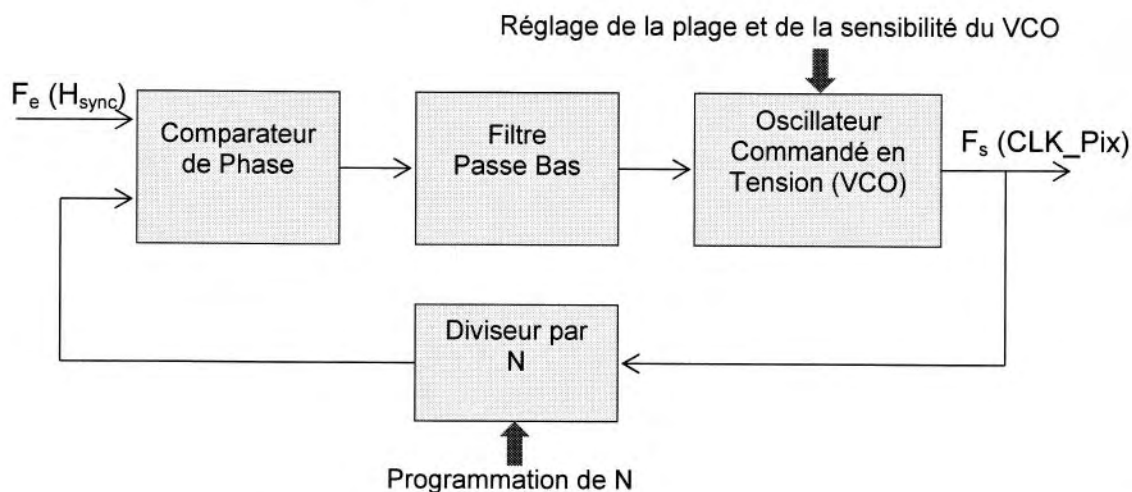 Réglage de la plage et de la sensibilité du VCO
Fe (Hsync)
Comparateur
de Phase
Filtre
Passe Bas
Oscillateur
Commandé en
Tension (VCO)
Fs (CLK_Pix)
Diviseur par
N
Programmation de N